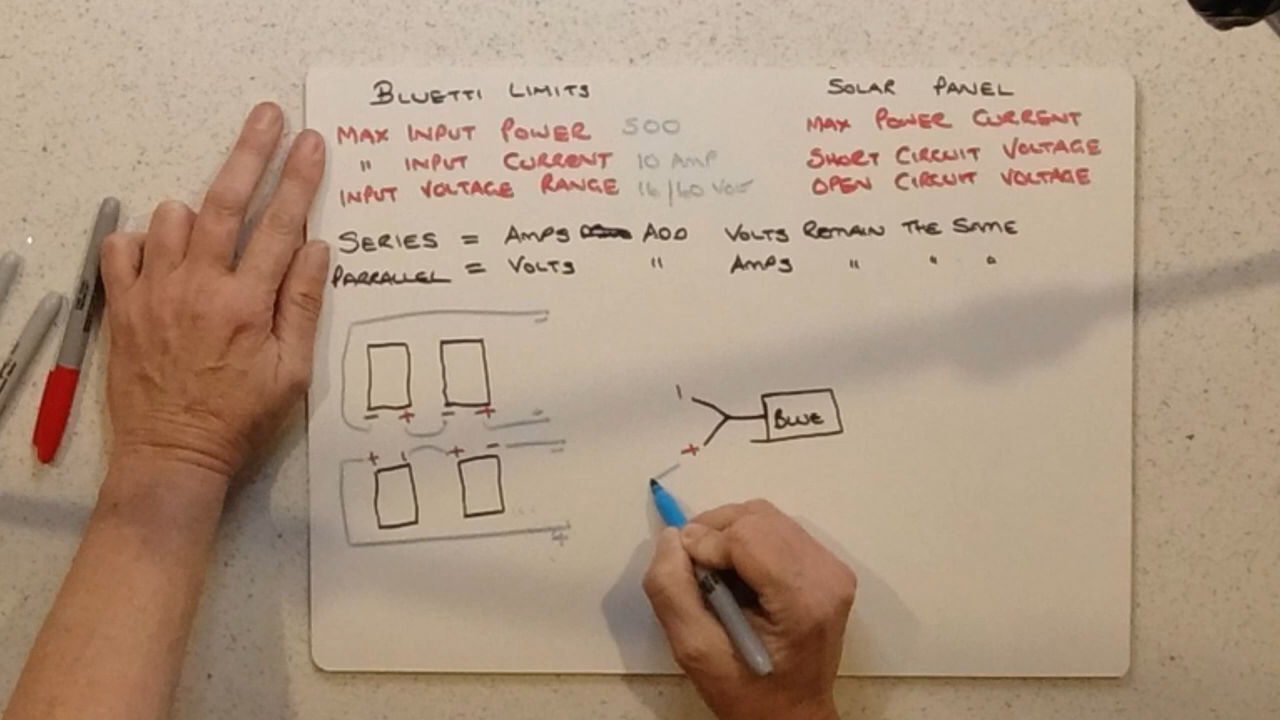 BLUETTI LIMITS
MAX INPUT POWER 500
" INPUT CURRENT 10 AMP
INPUT VOLTAGE RANGE 16/60 VOLT
SOLAR PANEL
MAX POWER CURRENT
SHORT CIRCUIT VOLTAGE
OPEN CIRCUIT VOLTAGE
SERIES = AMPS ADD VOLTS REMAIN THE SAME
PARRALLEL = VOLTS " AMPS " " "
- + - +
+ - + -
- +
BLUE